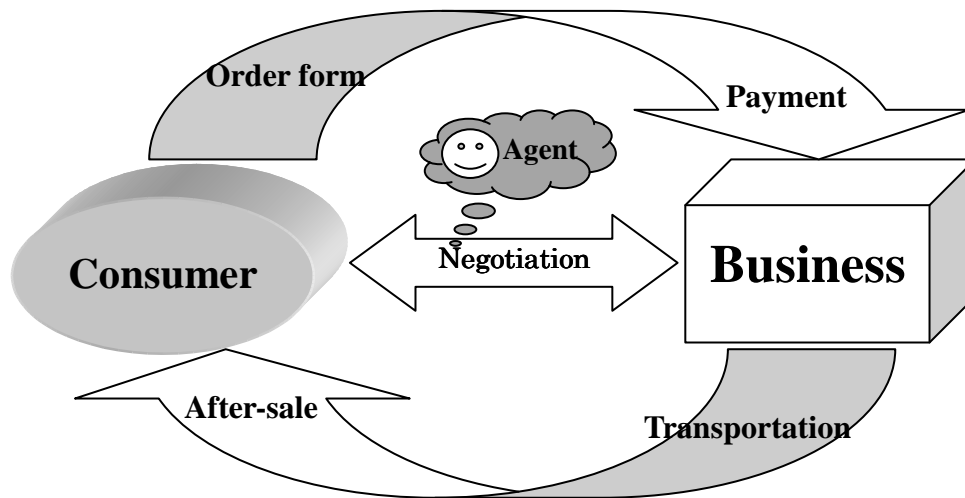 Order form
Payment
Agent
Negotiation
Consumer
Business
After-sale
Transportation